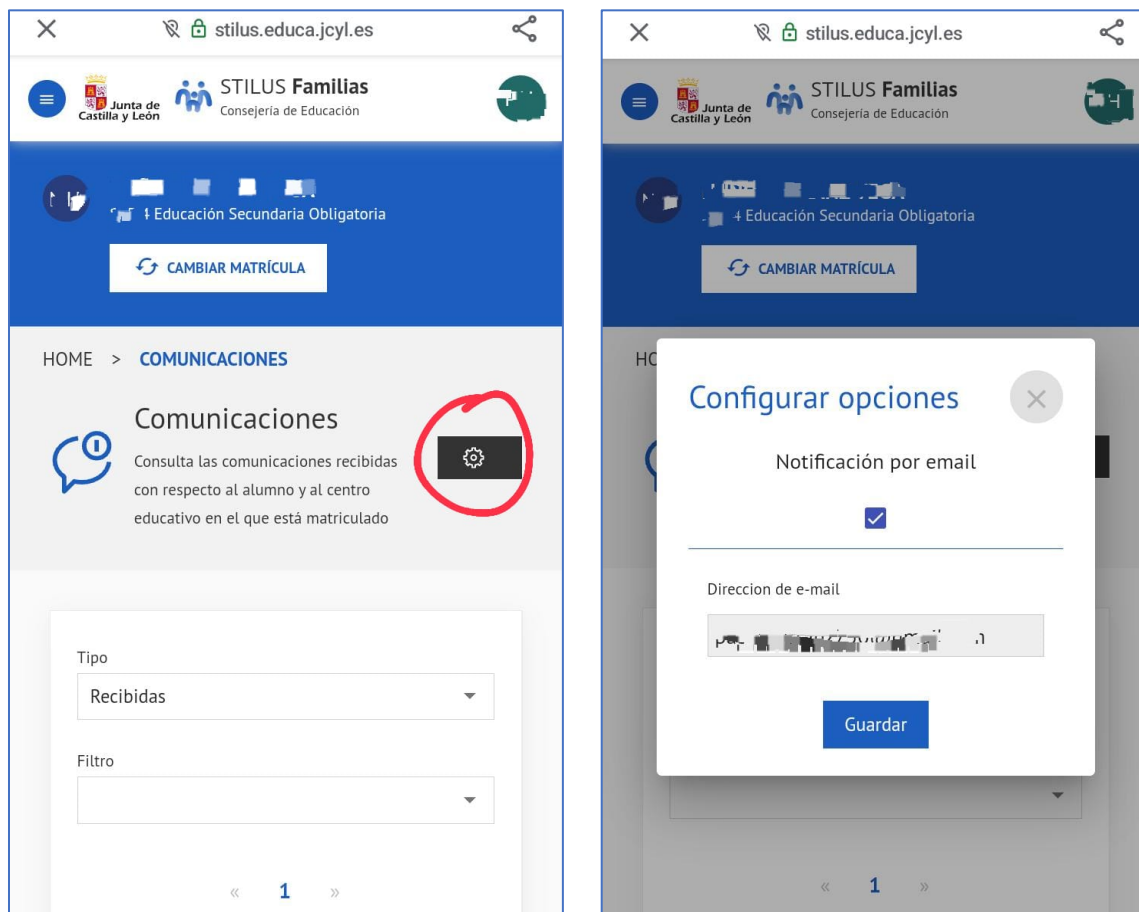 stilus.educa.jcyl.es
Junta de
Castilla y León
STILUS Familias
Consejería de Educación
4 Educación Secundaria Obligatoria
CAMBIAR MATRÍCULA
HOME > COMUNICACIONES
Comunicaciones
Consulta las comunicaciones recibidas
con respecto al alumno y al centro
educativo en el que está matriculado
Tipo
Recibidas
Filtro
« 1 »
stilus.educa.jcyl.es
Junta de
Castilla y León
STILUS Familias
Consejería de Educación
4 Educación Secundaria Obligatoria
CAMBIAR MATRÍCULA
HO
Configurar opciones
Notificación por email
Direccion de e-mail
Guardar
« 1 »